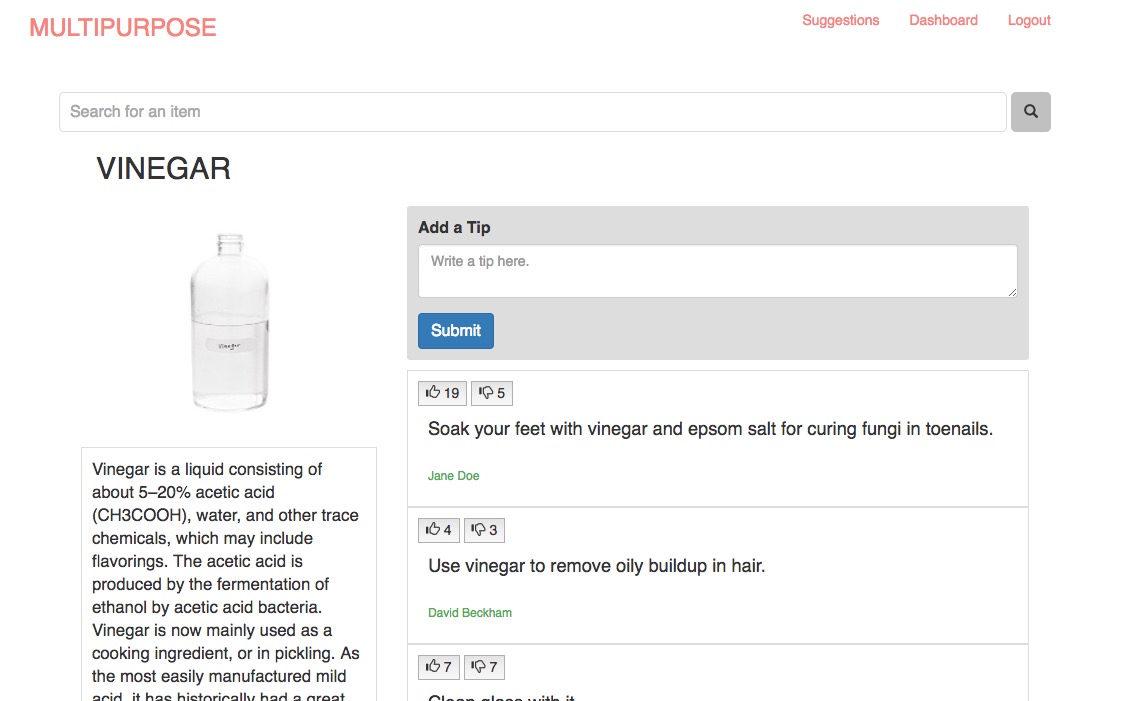 MULTIPURPOSE
Suggestions Dashboard Logout
Search for an item
VINEGAR
Vinegar
Vinegar is a liquid consisting of
about 5–20% acetic acid
(CH3COOH), water, and other trace
chemicals, which may include
flavorings. The acetic acid is
produced by the fermentation of
ethanol by acetic acid bacteria.
Vinegar is now mainly used as a
cooking ingredient, or in pickling. As
the most easily manufactured mild
acid, it has historically had a great
Add a Tip
Write a tip here.
Submit
19 5
Soak your feet with vinegar and epsom salt for curing fungi in toenails.
Jane Doe
4 3
Use vinegar to remove oily buildup in hair.
David Beckham
7 7
Clean glass with it